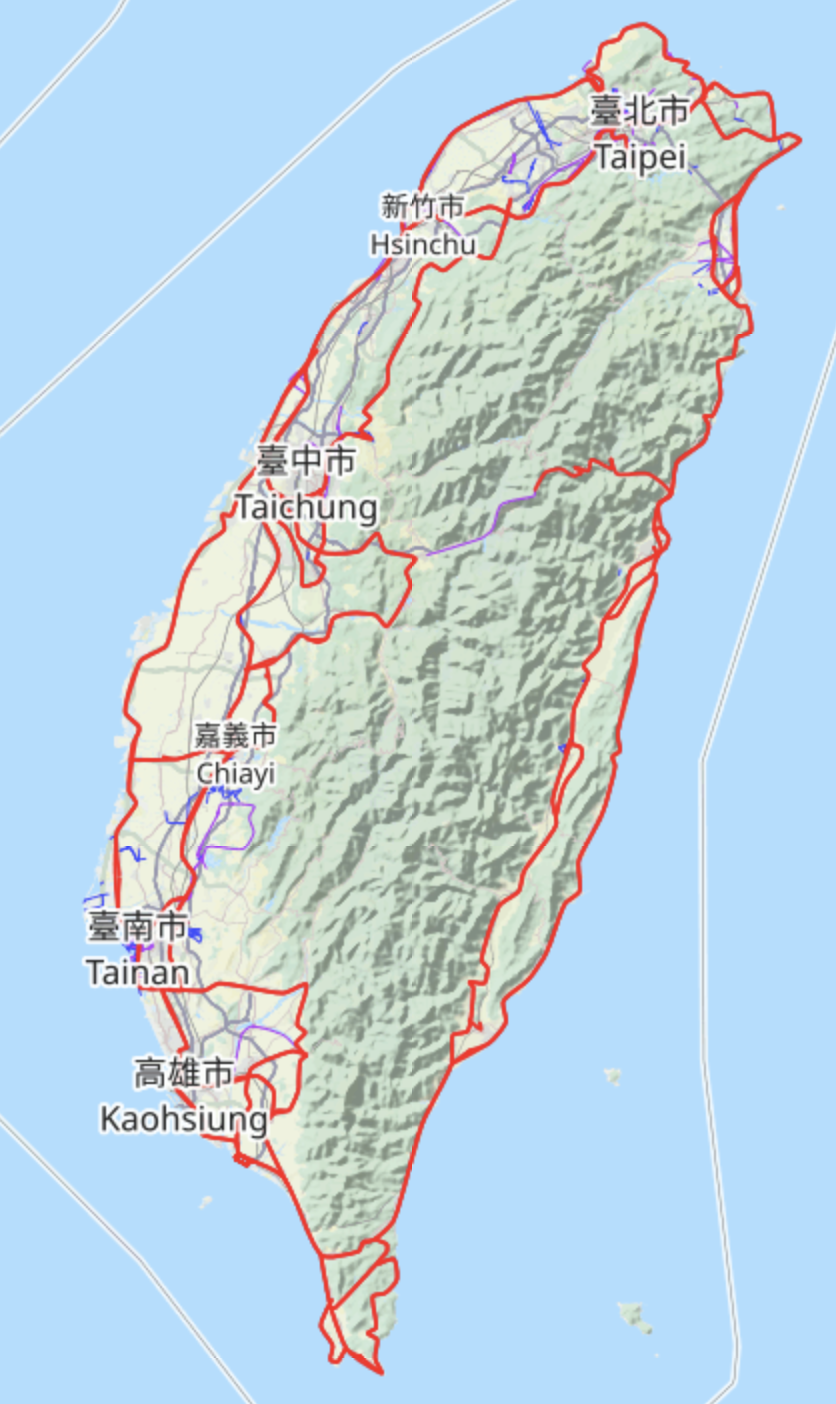 臺北市
Taipei
新竹市
Hsinchu
臺中市
Taichung
嘉義市
Chiayi
臺南市
Tainan
高雄市
Kaohsiung